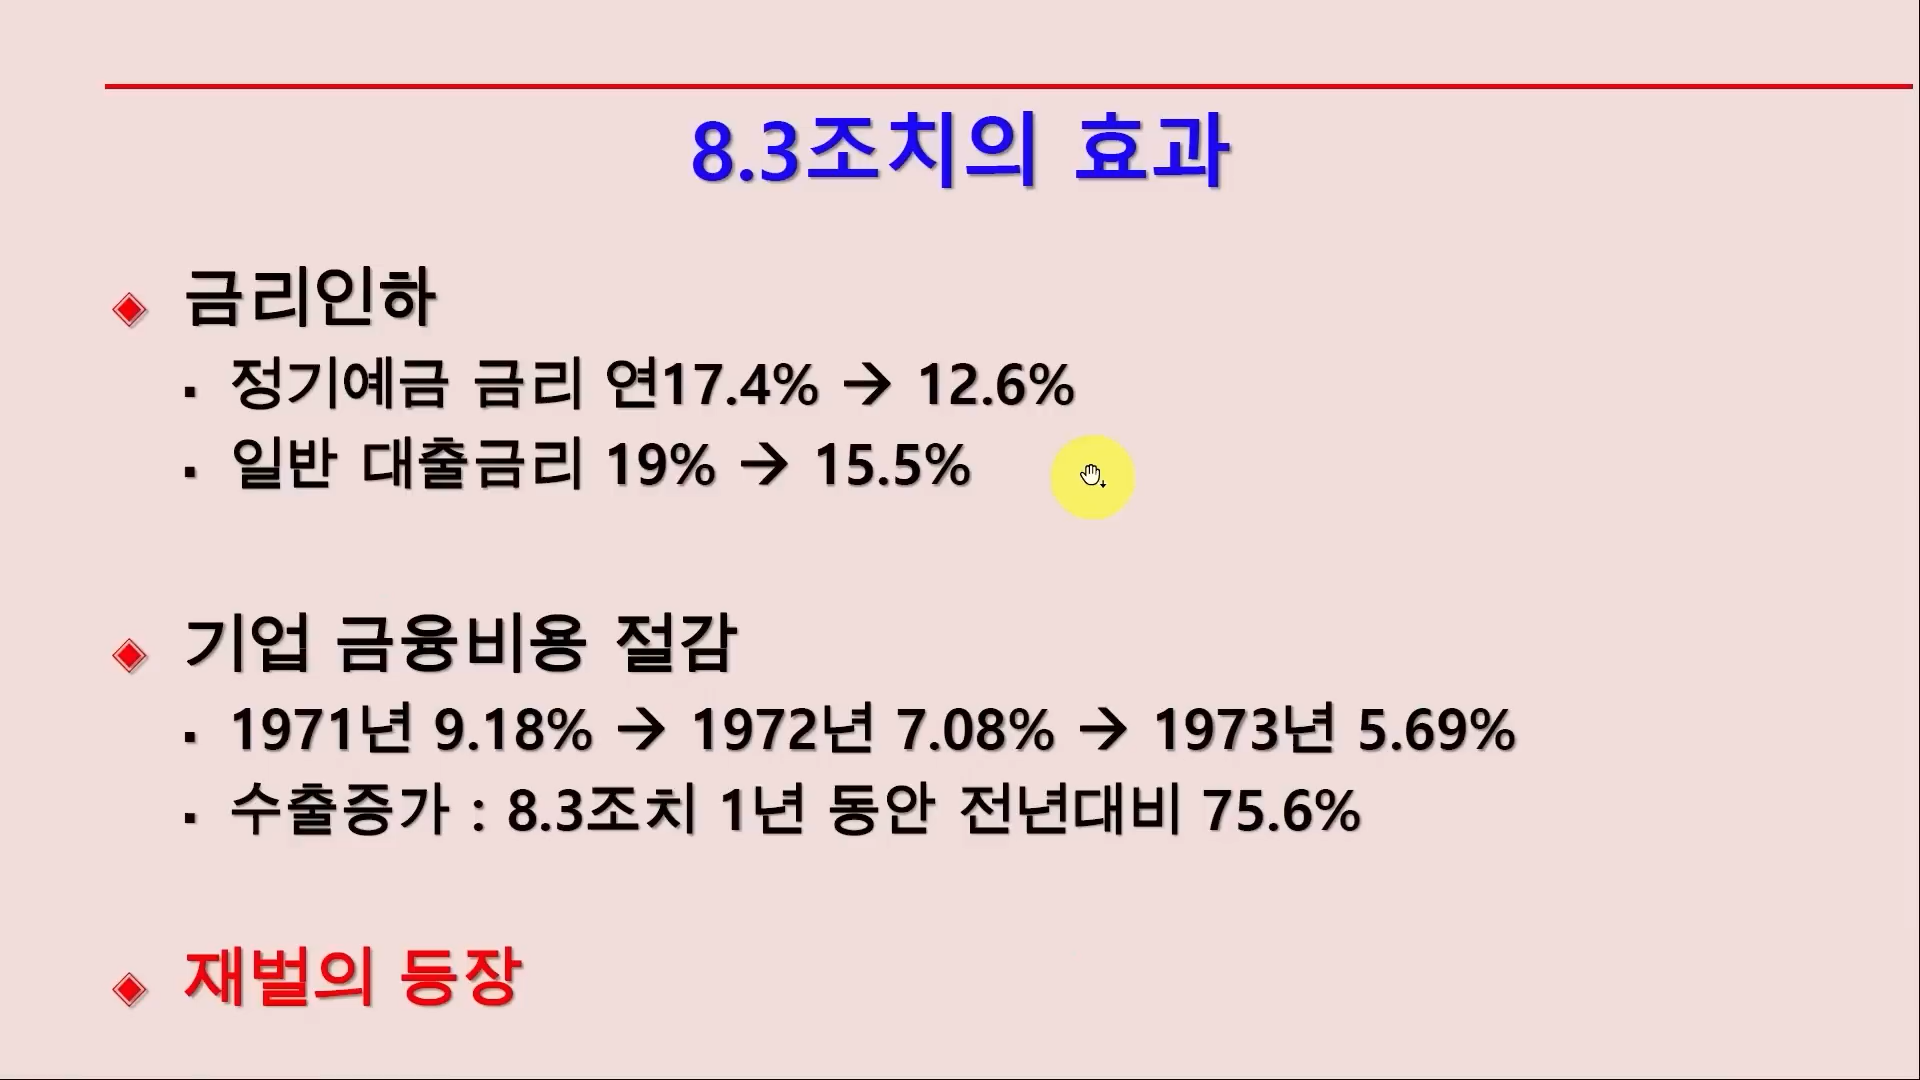 8.3조치의 효과
금리인하
정기예금 금리 연17.4% → 12.6%
일반 대출금리 19% → 15.5%
기업 금융비용 절감
1971년 9.18% → 1972년 7.08% → 1973년 5.69%
수출증가 : 8.3조치 1년 동안 전년대비 75.6%
재벌의 등장